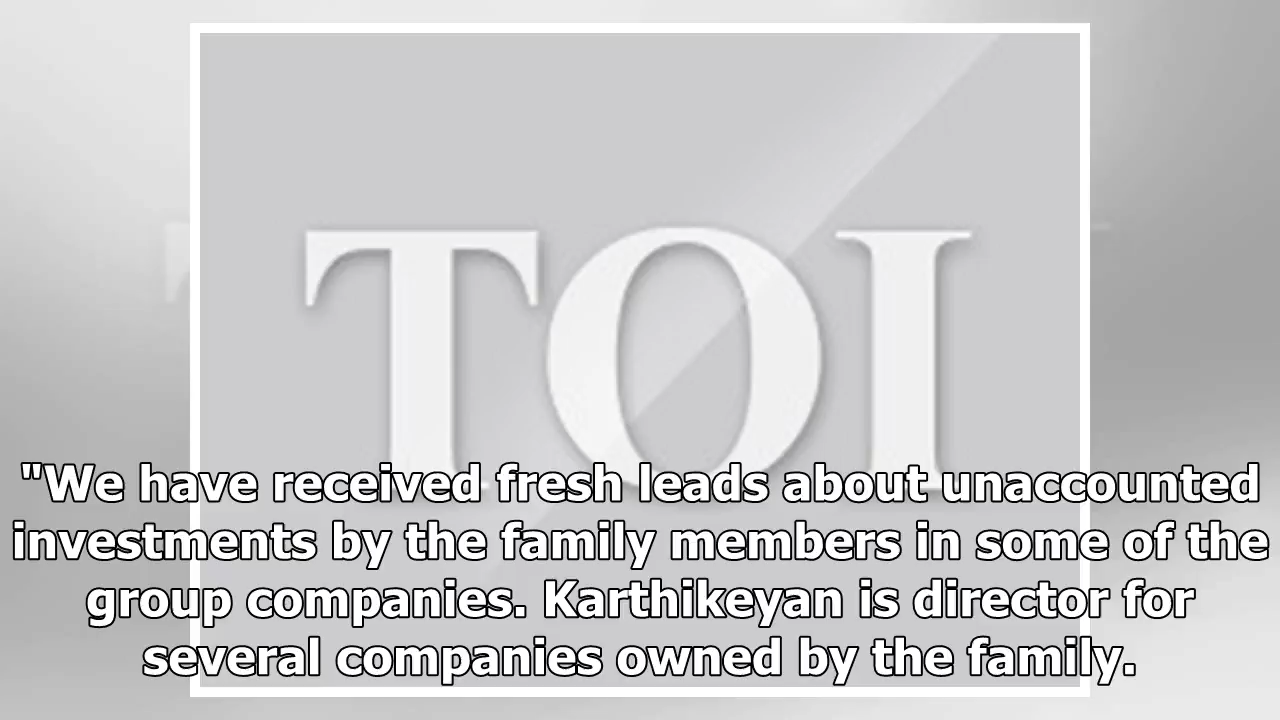 TOI
"We have received fresh leads about unaccounted
investments by the family members in some of the
group companies. Karthikeyan is director for
several companies owned by the family.